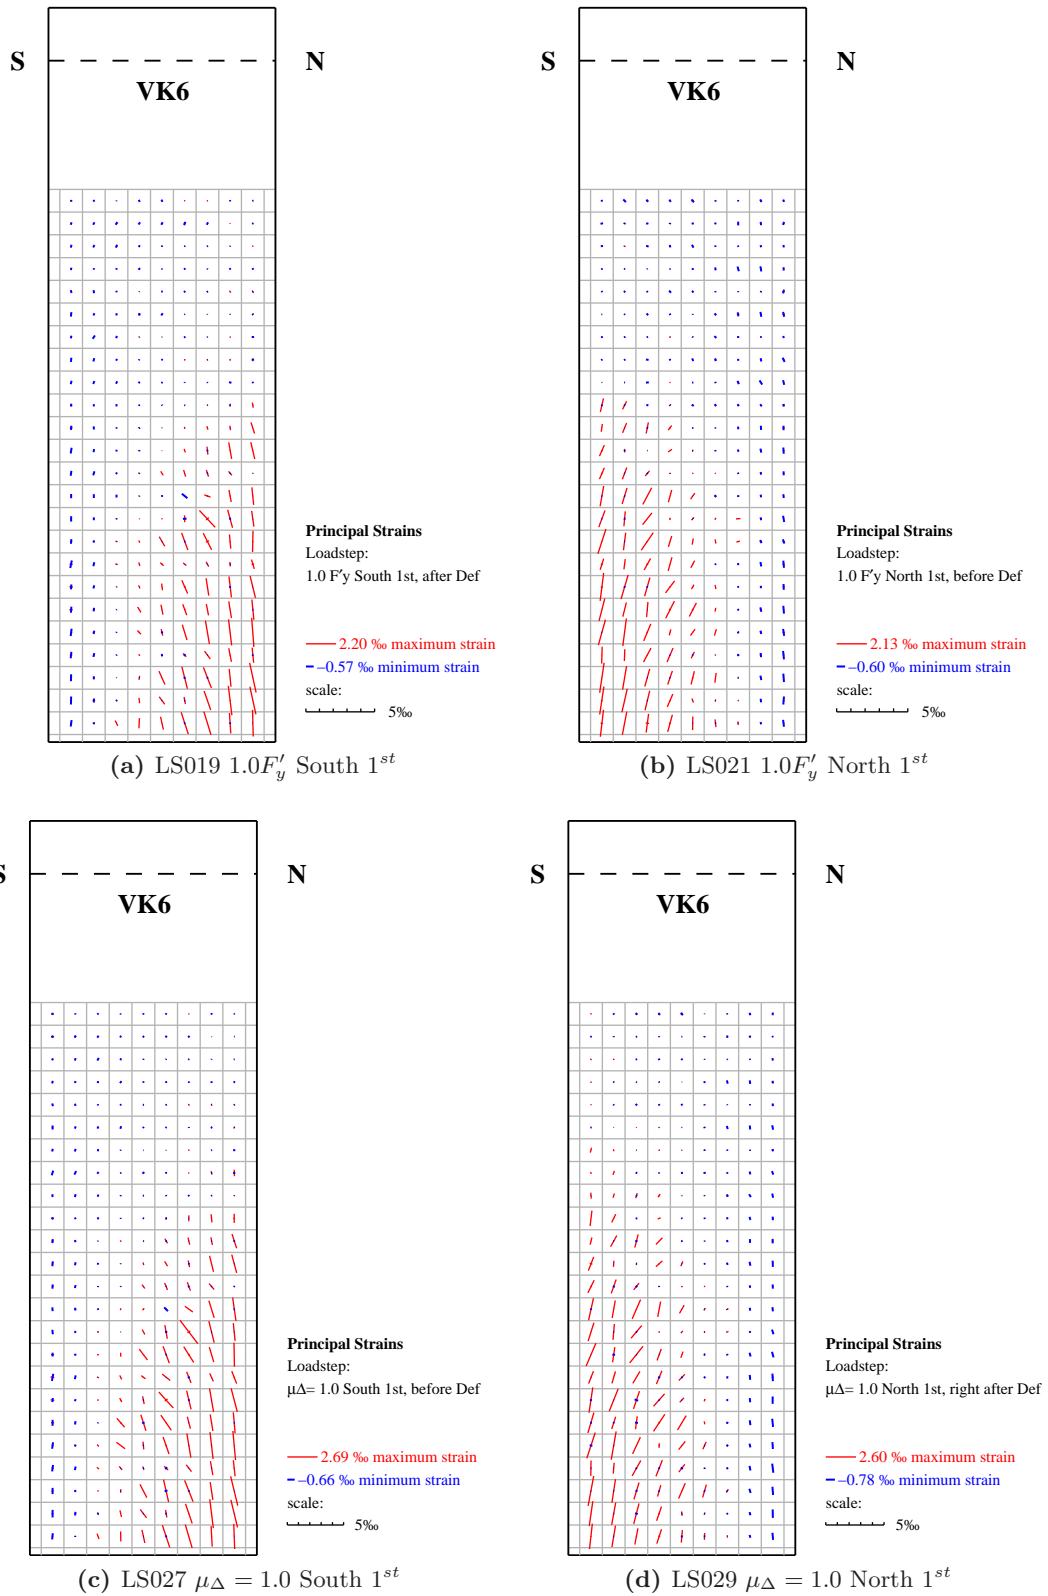 S N
VK6
Principal Strains
Loadstep:
1.0 F'y South 1st, after Def
2.20 ‰ maximum strain
−0.57 ‰ minimum strain
scale:
5‰
(a) LS019 1.0F′y South 1st
S N
VK6
Principal Strains
Loadstep:
1.0 F'y North 1st, before Def
2.13 ‰ maximum strain
−0.60 ‰ minimum strain
scale:
5‰
(b) LS021 1.0F′y North 1st
S N
VK6
Principal Strains
Loadstep:
μΔ= 1.0 South 1st, before Def
2.69 ‰ maximum strain
−0.66 ‰ minimum strain
scale:
5‰
(c) LS027 μΔ = 1.0 South 1st
S N
VK6
Principal Strains
Loadstep:
μΔ= 1.0 North 1st, right after Def
2.60 ‰ maximum strain
−0.78 ‰ minimum strain
scale:
5‰
(d) LS029 μΔ = 1.0 North 1st